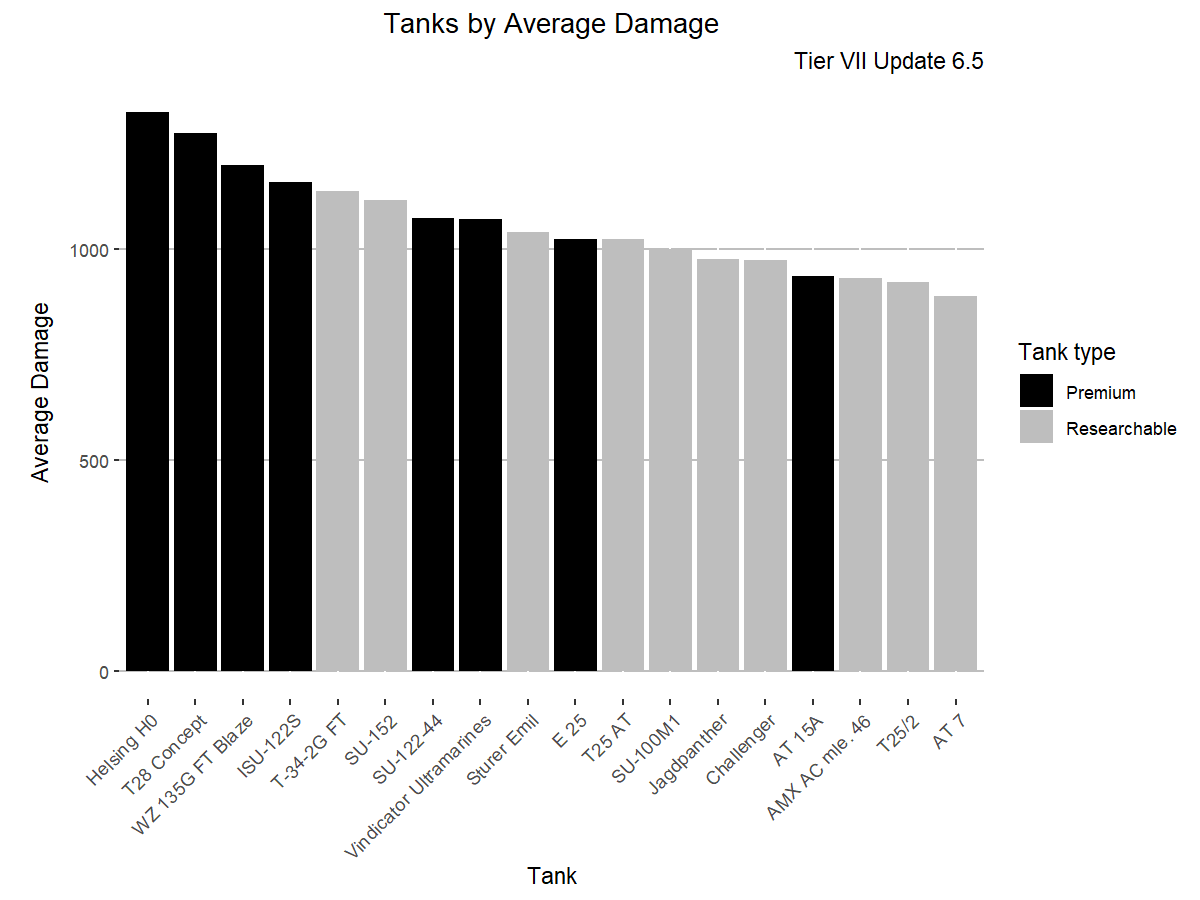 Tanks by Average Damage
Tier VII Update 6.5
Average Damage
1000
500
0
Helsing H0
T28 Concept
WZ 135G FT Blaze
ISU-122S
T-34-2G FT
SU-152
SU-122-44
Vindicator Ultramarines
Sturer Emil
E 25
T25 AT
SU-100M1
Jagdpanther
Challenger
AT 15A
AMX AC mle. 46
T25/2
AT 7
Tank
Tank type
Premium
Researchable